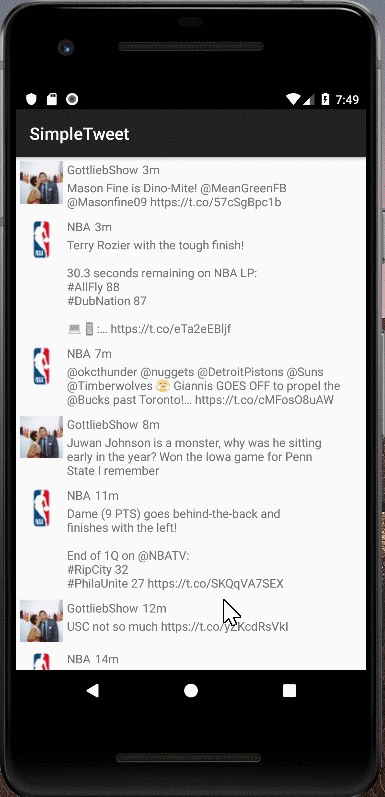 7:49
SimpleTweet
GottliebShow 3m
Mason Fine is Dino-Mite! @MeanGreenFB
@Masonfine09 https://t.co/57cSgBpc1b
NBA 3m
Terry Rozier with the tough finish!
30.3 seconds remaining on NBA LP:
#AllFly 88
#DubNation 87
💻 📱 :… https://t.co/eTa2eEBljf
NBA 7m
@okcthunder @nuggets @DetroitPistons @Suns
@Timberwolves 😤 Giannis GOES OFF to propel the
@Bucks past Toronto!… https://t.co/cMFosO8uAW
GottliebShow 8m
Juwan Johnson is a monster, why was he sitting
early in the year? Won the Iowa game for Penn
State I remember
NBA 11m
Dame (9 PTS) goes behind-the-back and
finishes with the left!
End of 1Q on @NBATV:
#RipCity 32
#PhilaUnite 27 https://t.co/SKQqVA7SEX
GottliebShow 12m
USC not so much
NBA 14m